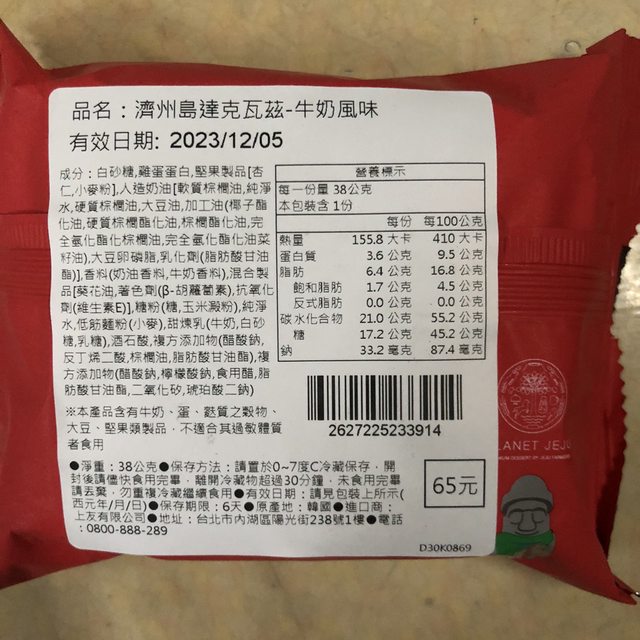 品名：濟州島達克瓦茲-牛奶風味
有效日期: 2023/12/05
成分：白砂糖,雞蛋蛋白,堅果製品[杏
仁,小麥粉],人造奶油[軟質棕櫚油,純淨
水,硬質棕櫚油,大豆油,加工油(椰子酯
化油,硬質棕櫚酯化油,棕櫚酯化油,完
全氫化酯化棕櫚油,完全氫化酯化油菜
籽油),大豆卵磷脂,乳化劑(脂肪酸甘油
酯)],香料(奶油香料,牛奶香料),混合製
品[葵花油,著色劑(β-胡蘿蔔素),抗氧化
劑(維生素E)],糖粉(糖,玉米澱粉),純淨
水,低筋麵粉(小麥),甜煉乳(牛奶,白砂
糖,乳糖),酒石酸,複方添加物(醋酸鈉,
反丁烯二酸,棕櫚油,脂肪酸甘油酯),複
方添加物(醋酸鈉,檸檬酸鈉,食用醋,脂
肪酸甘油酯,二氧化矽,琥珀酸二鈉)
※本產品含有牛奶、蛋、麩質之穀物、
大豆、堅果類製品，不適合其過敏體質
者食用
營養標示
每一份量 38公克
本包裝含 1份
每份 每100公克
熱量 155.8 大卡 410 大卡
蛋白質 3.6 公克 9.5 公克
脂肪 6.4 公克 16.8 公克
飽和脂肪 1.7 公克 4.5 公克
反式脂肪 0.0 公克 0.0 公克
碳水化合物 21.0 公克 55.2 公克
糖 17.2 公克 45.2 公克
鈉 33.2 毫克 87.4 毫克
2627225233914
●淨重：38公克●保存方法：請置於0~7度C冷藏保存，開
封後請儘快食用完畢，離開冷藏勿超過30分鐘，未食用完畢
請丟棄，勿重複冷藏繼續食用●有效日期：請見包裝上所示(
西元年/月/日)●保存期限：6天●原產地：韓國●進口商：
上友有限公司●地址：台北市內湖區陽光街238號1樓●電話
:0800-888-289
65元
D30K0869
LANET JEJU